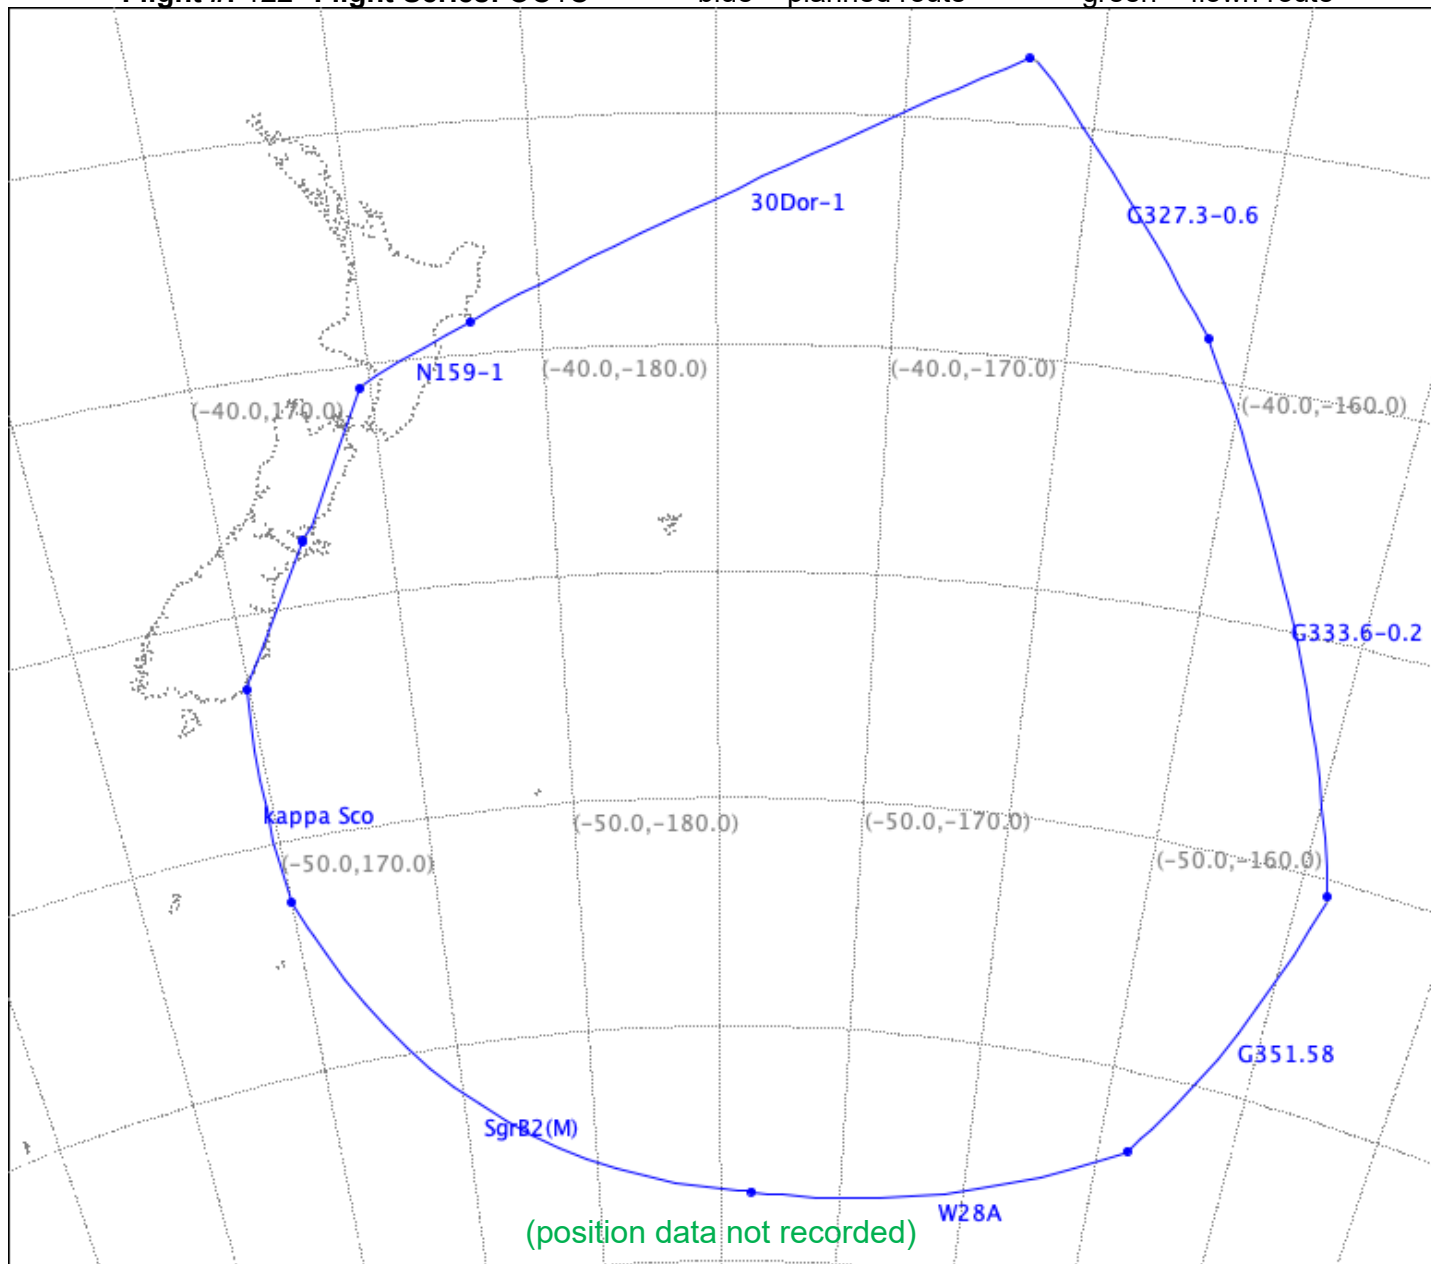 30Dor-1
G327.3-0.6
N159-1
(-40.0,-180.0)
(-40.0,-170.0)
(-40.0,170.0)
(-40.0,-160.0)
G333.6-0.2
kappa Sco
(-50.0,-180.0)
(-50.0,-170.0)
(-50.0,170.0)
(-50.0,-160.0)
G351.58
SgrB2(M)
W28A
(position data not recorded)